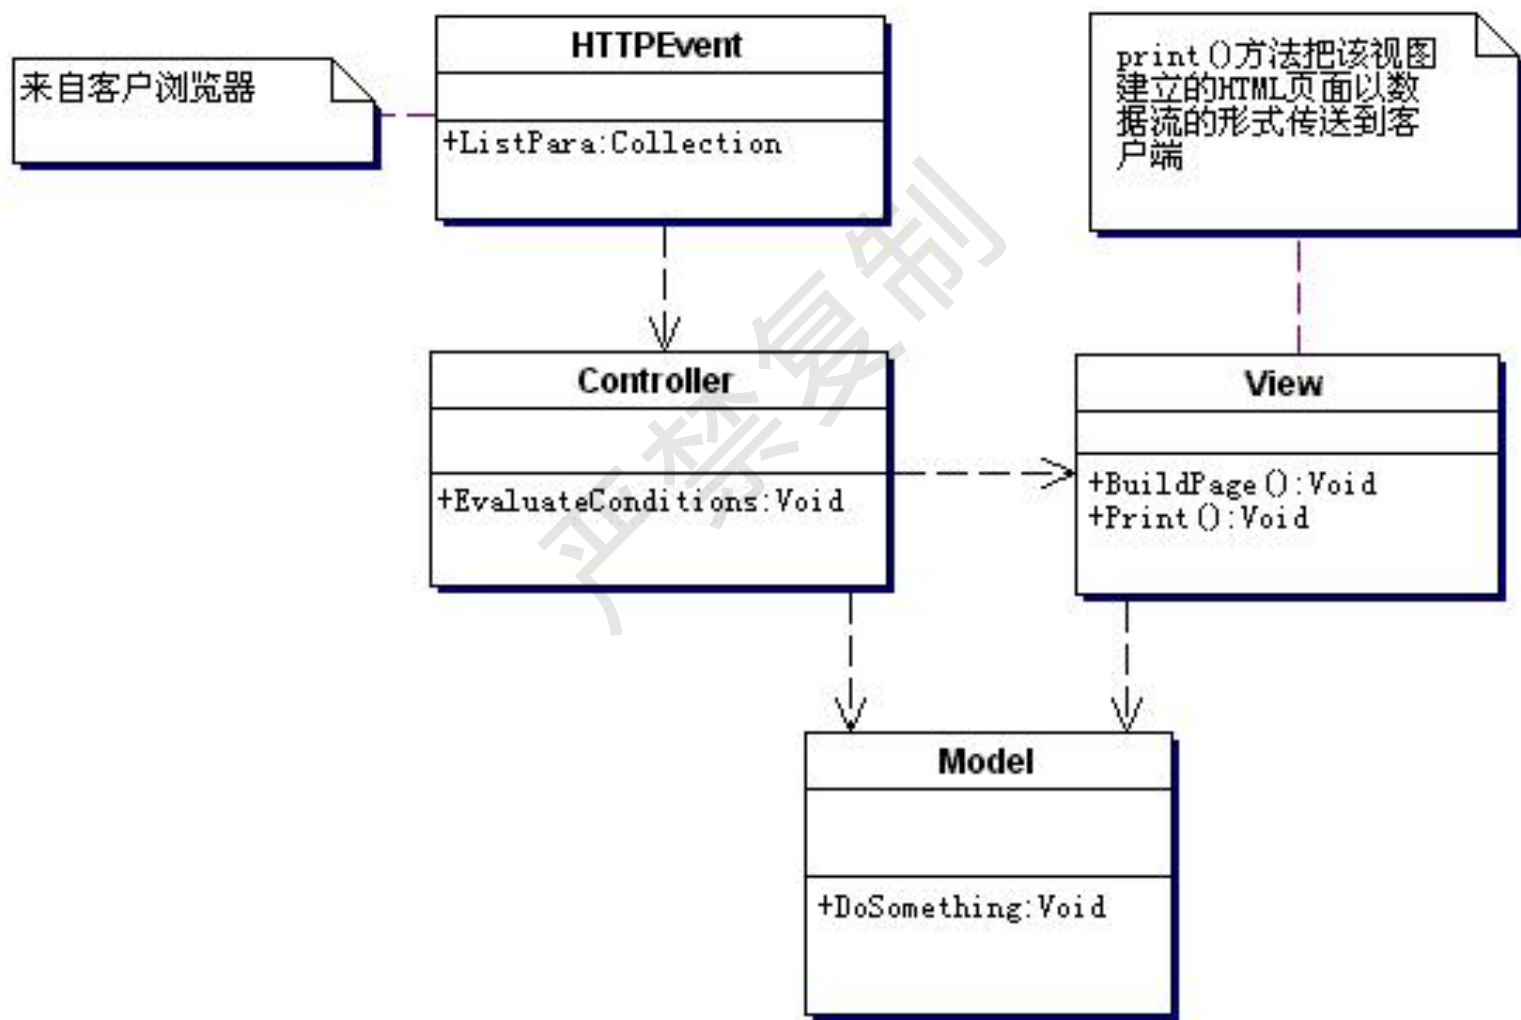 HTTPEvent
+ListPara:Collection
来自客户浏览器
print()方法把该视图
建立的HTML页面以数
据流的形式传送到客
户端
Controller
+EvaluateConditions:Void
View
+BuildPage():Void
+Print():Void
Model
+DoSomething:Void
严禁复制